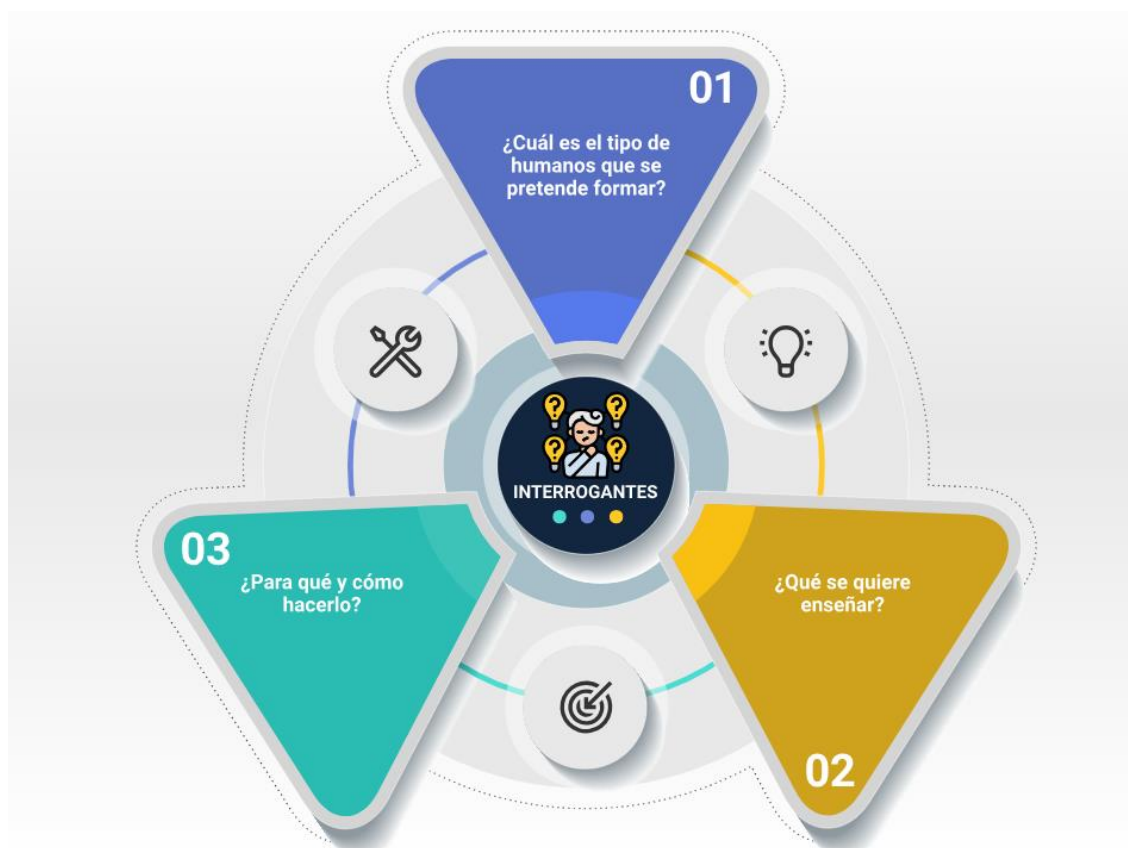 01
¿Cuál es el tipo de
humanos que se
pretende formar?
INTERROGANTES
03
¿Para qué y cómo
hacerlo?
¿Qué se quiere
enseñar?
02